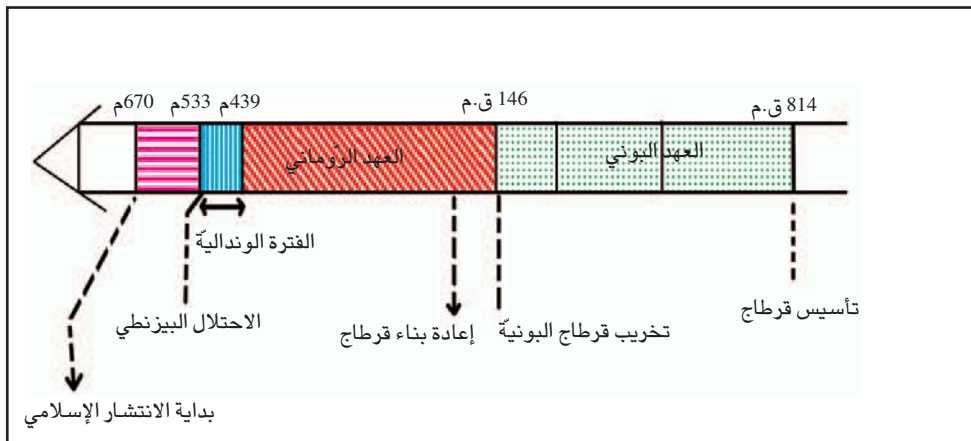 814 ق.م
146 ق.م
439م
533م
670م
العهد البوني
العهد الرّوماني
الفترة الونداليّة
تأسيس قرطاج
تخريب قرطاج البونيّة
إعادة بناء قرطاج
الاحتلال البيزنطي
بداية الانتشار الإسلامي